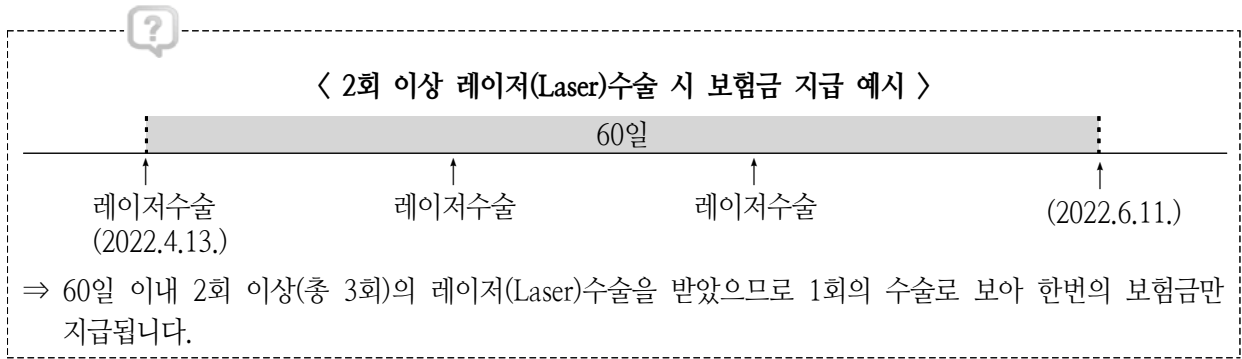 ?
〈 2회 이상 레이저(Laser)수술 시 보험금 지급 예시 〉
60일
레이저수술 레이저수술 레이저수술 (2022.6.11.)
(2022.4.13.)
⇒ 60일 이내 2회 이상(총 3회)의 레이저(Laser)수술을 받았으므로 1회의 수술로 보아 한번의 보험금만
지급됩니다.